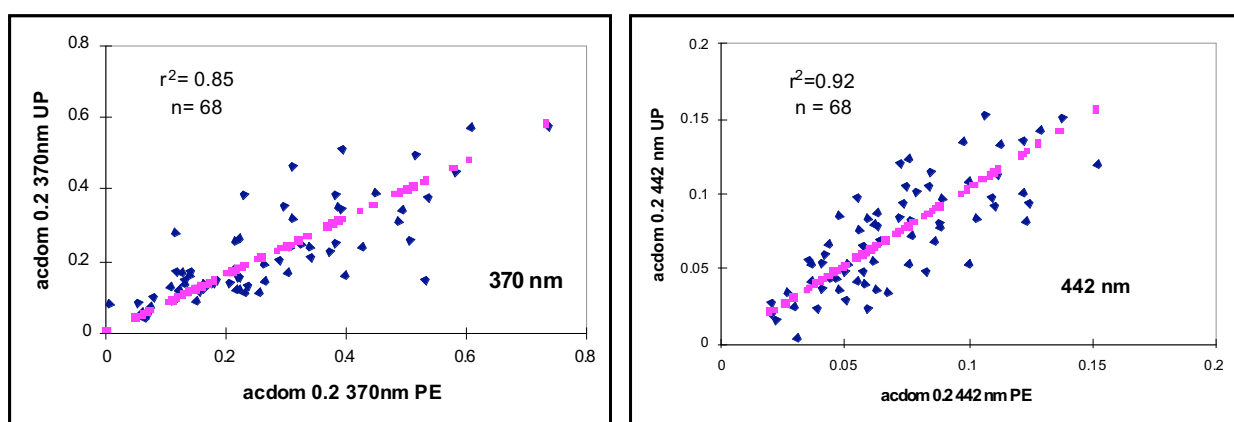 0.8
0.6
0.4
0.2
0
acdom 0.2 370nm UP
r²= 0.85
n= 68
370 nm
0
0.2
0.4
0.6
0.8
acdom 0.2 370nm PE
0.2
0.15
0.1
0.05
0
acdom 0.2 442 nm UP
r²=0.92
n = 68
442 nm
0
0.05
0.1
0.15
0.2
acdom 0.2 442 nm PE